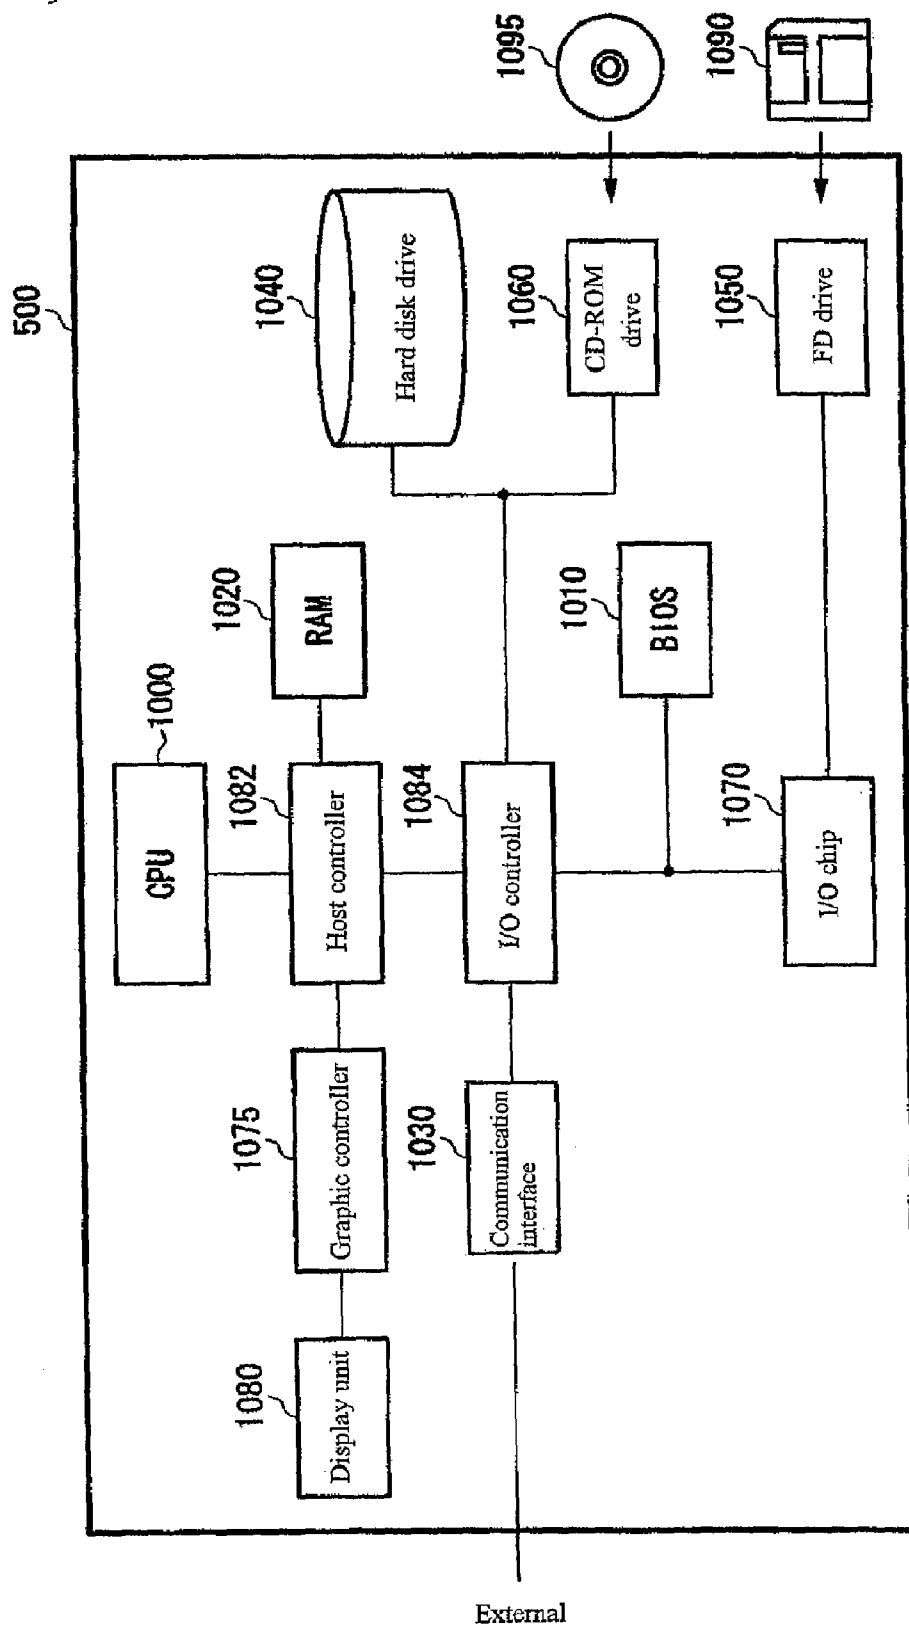 500
CPU
1000
1082
Host controller
1020
RAM
1075
Graphic controller
1080
Display unit
1084
I/O controller
1040
Hard disk drive
1030
Communication
interface
External
1060
CD-ROM
drive
1095
1010
BIOS
1070
I/O chip
1050
FD drive
1090